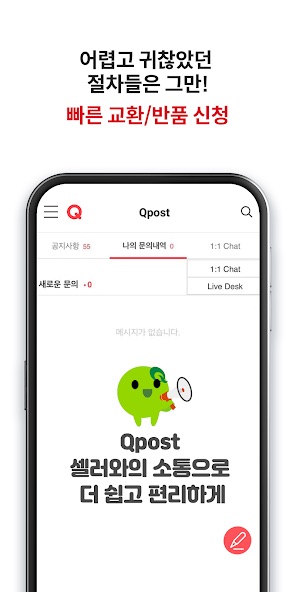 어렵고 귀찮았던
절차들은 그만!
빠른 교환/반품 신청
Q Qpost
공지사항 55 나의 문의내역 0 1:1 Chat
1:1 Chat
새로운 문의 • 0 Live Desk
메시지가 없습니다.
Qpost
셀러와의 소통으로
더 쉽고 편리하게